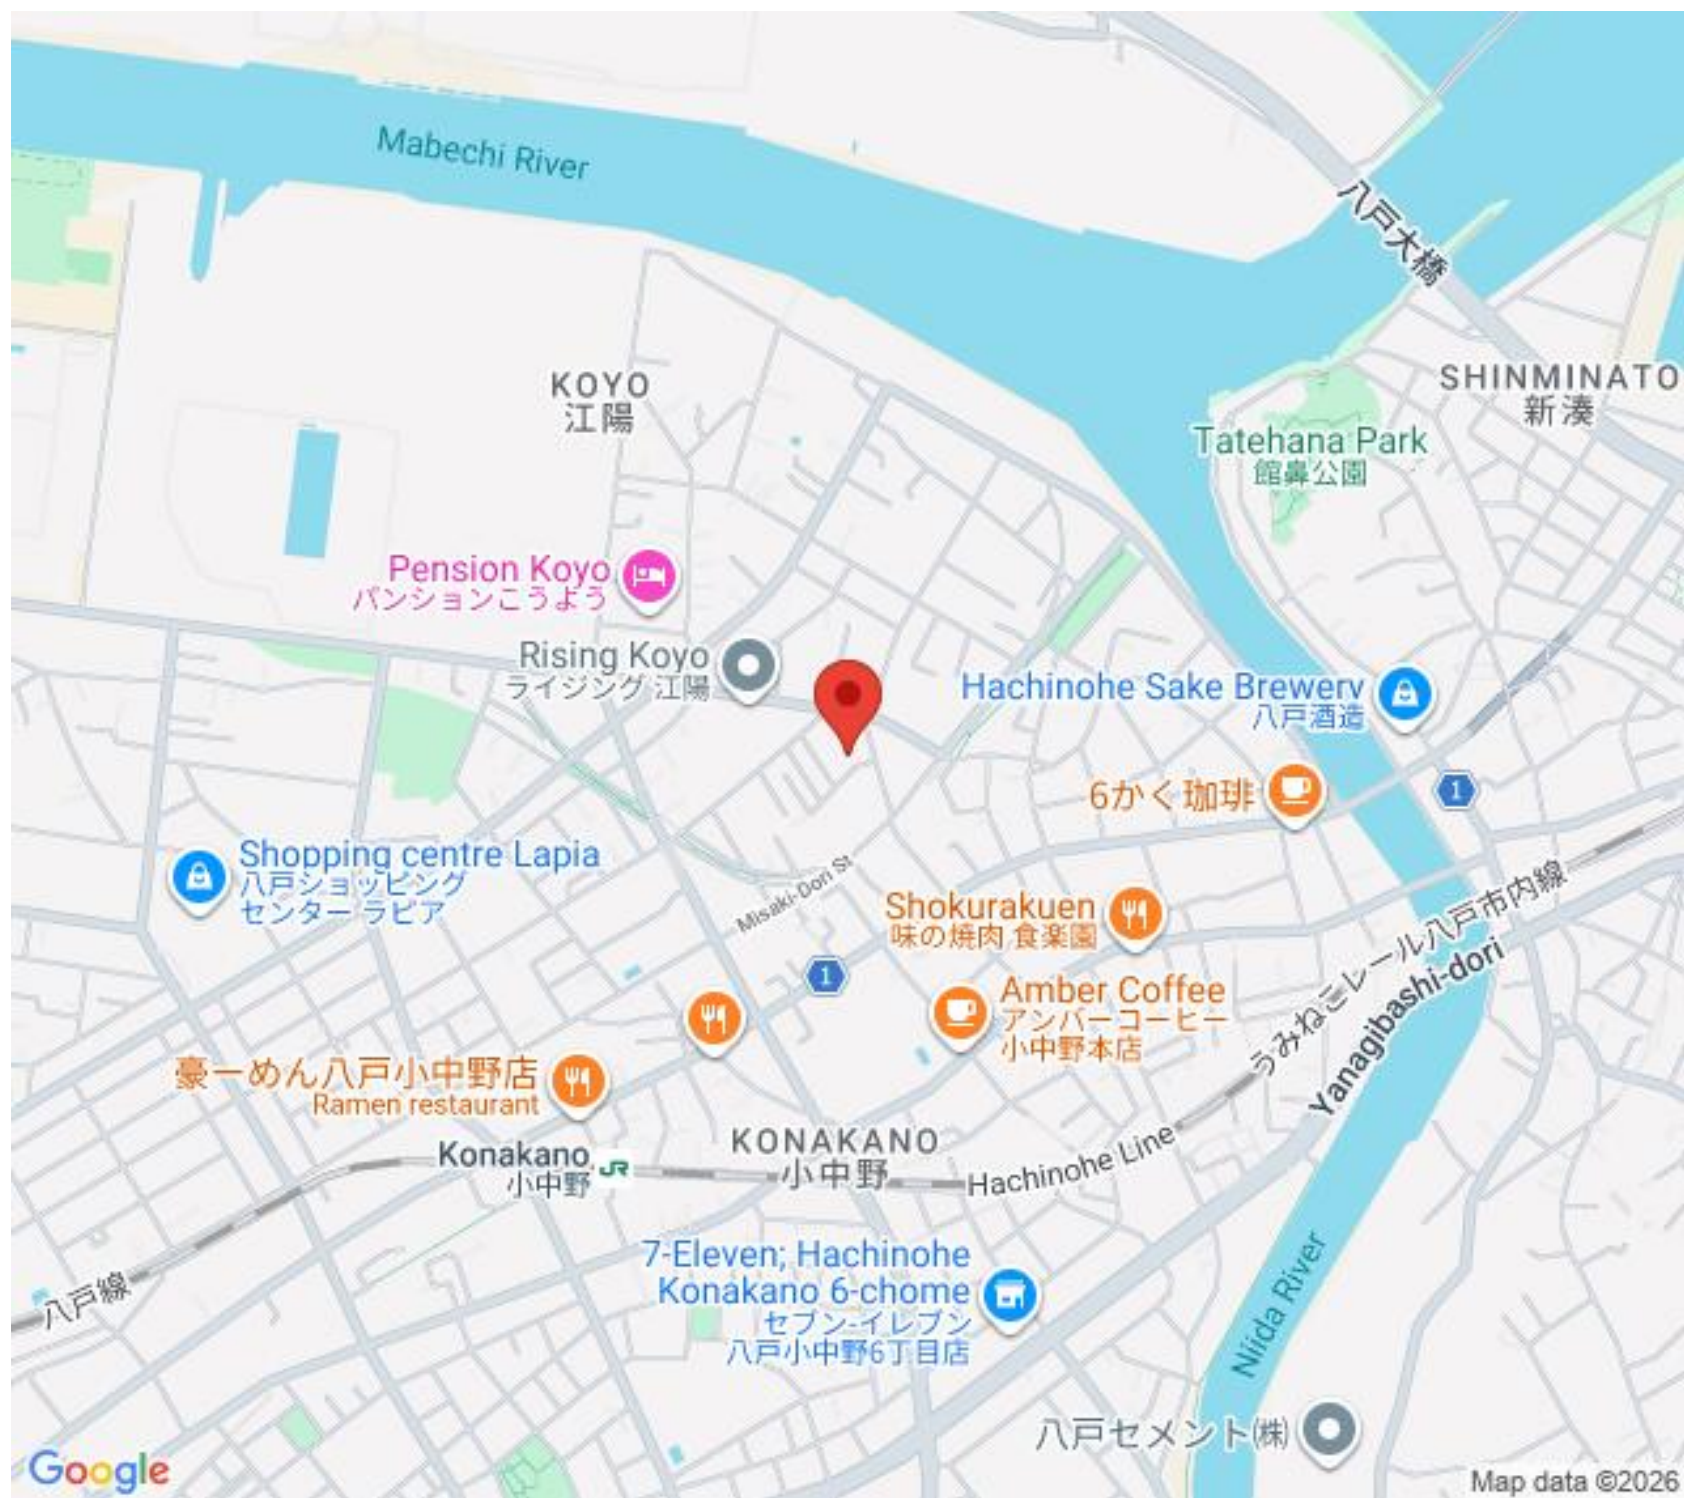 Mabechi River
八戸大橋
KOYO
江陽
SHINMINATO
新湊
Tatehana Park
館鼻公園
Pension Koyo
パンションこうよう
Rising Koyo
ライジング 江陽
Hachinohe Sake Brewery
八戸酒造
6かく珈琲
1
Shopping centre Lapia
八戸ショッピング
センター ラピア
Misaki-Dori St
Shokurakuen
味の焼肉 食楽園
うみねこレール八戸市内線
Yanagibashi-dori
1
Amber Coffee
アンバーコーヒー
小中野本店
豪ーめん八戸小中野店
Ramen restaurant
Konakano
小中野
JR
KONAKANO
小中野
Hachinohe Line
八戸線
7-Eleven; Hachinohe
Konakano 6-chome
セブン-イレブン
八戸小中野6丁目店
Niida River
八戸セメント㈱
Google
Map data ©2026